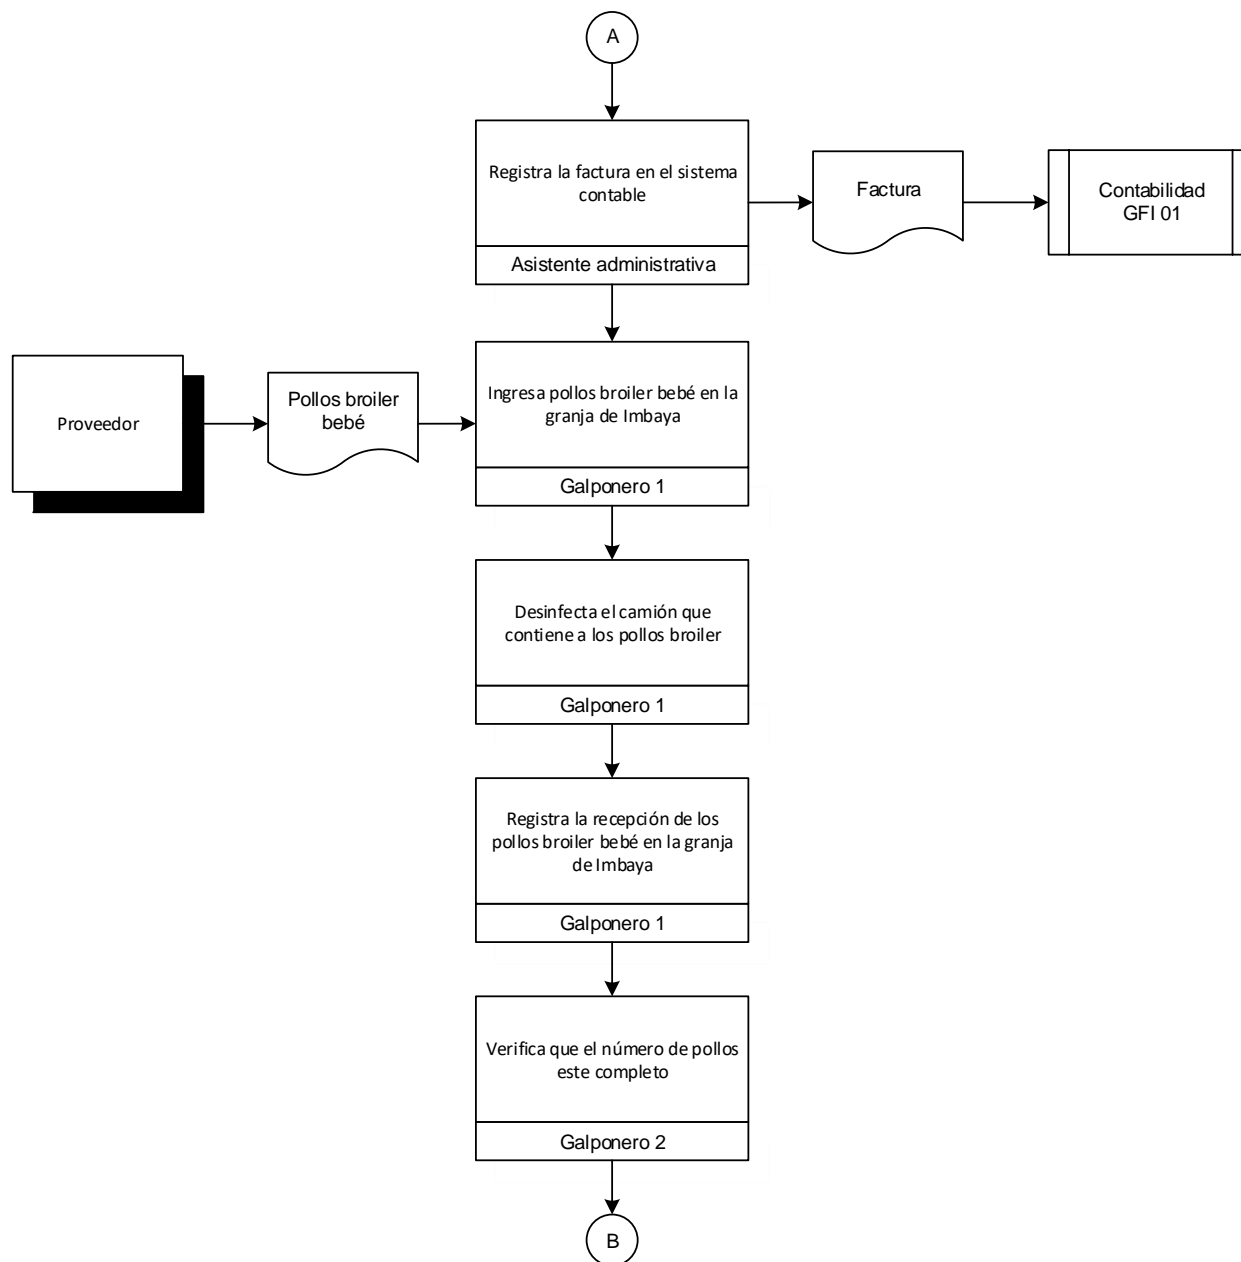 A
Registra la factura en el sistema
contable
Asistente administrativa
Factura
Contabilidad
GFI 01
Proveedor
Pollos broiler
bebé
Ingresa pollos broiler bebé en la
granja de Imbaya
Galponero 1
Desinfecta el camión que
contiene a los pollos broiler
Galponero 1
Registra la recepción de los
pollos broiler bebé en la granja
de Imbaya
Galponero 1
Verifica que el número de pollos
este completo
Galponero 2
B